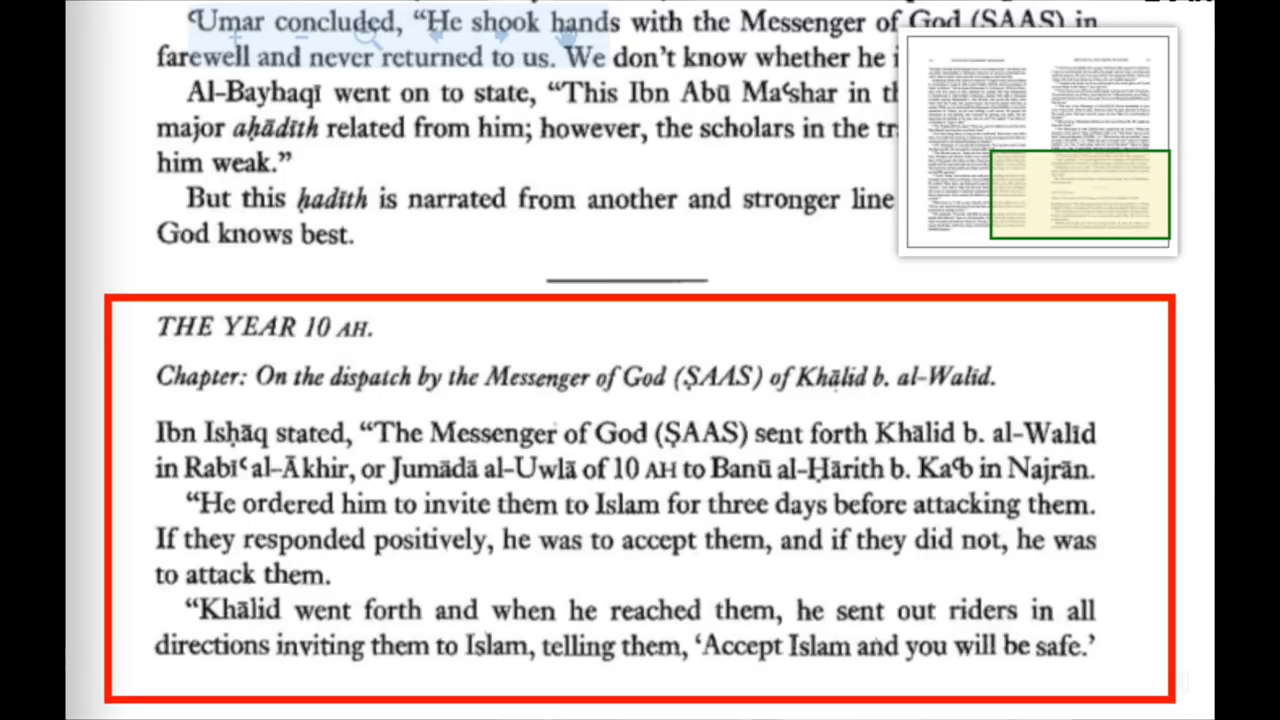 ʿUmar concluded, “He shook hands with the Messenger of God (ṢAAS) in
farewell and never returned to us. We don’t know whether he
Al–Bayhaqī went on to state, “This Ibn Abū Maʿshar in
major
related from him; however, the scholars in the
him weak.”
But this ḥadīth is narrated from another and stronger line
God knows best.
THE YEAR 10 AH.
Chapter: On the dispatch by the Messenger of God (ṢAAS) of Khālid b. al-Walīd.
Ibn Isḥāq stated, “The Messenger of God (ṢAAS) sent forth Khālid b. al–Walīd
in Rabīʿ al–Ākhir, or Jumādā al–Uwlā of 10 AH to Banū al–Ḥārith b. Kaʿb in Najrān.
“He ordered him to invite them to Islam for three days before attacking them.
If they responded positively, he was to accept them, and if they did not, he was
to attack them.
“Khālid went forth and when he reached them, he sent out riders in all
directions inviting them to Islam, telling them, ‘Accept Islam and you will be safe.’